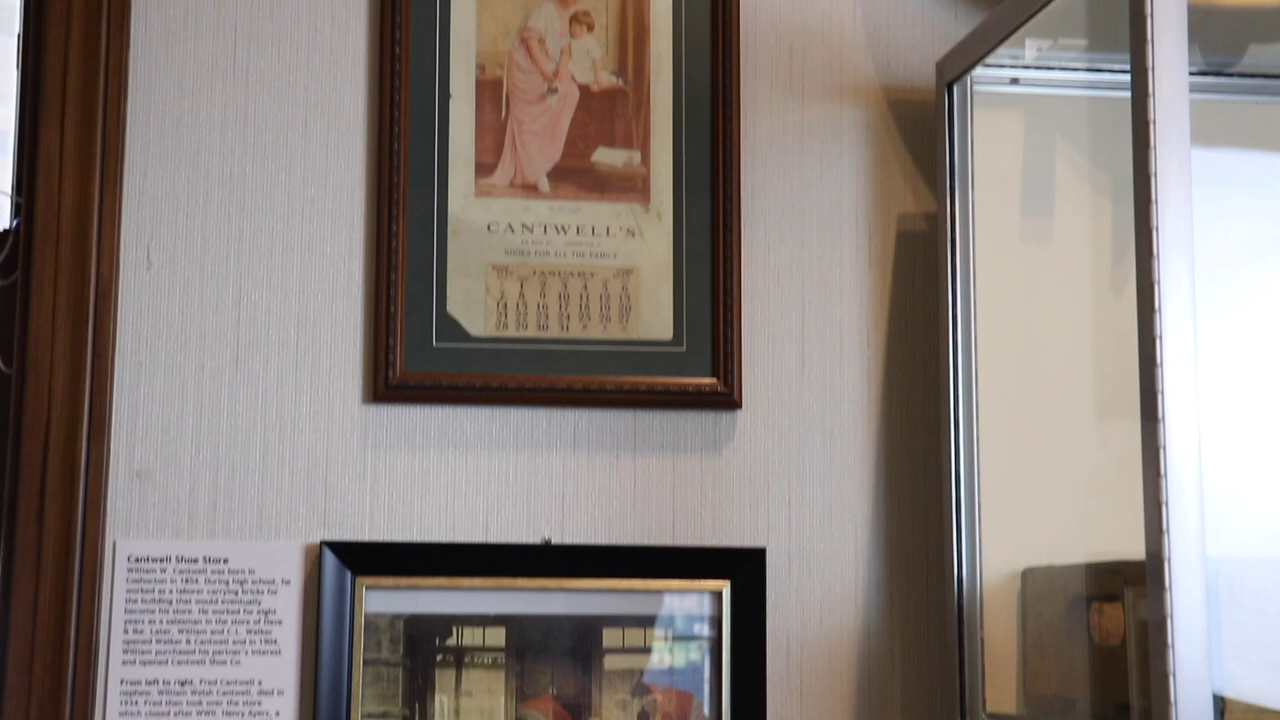 CANTWELL'S
SHOES FOR ALL THE FAMILY
JANUARY
Cantwell Shoe Store
William W. Cantwell was born in
Coshocton in 1854. During high school, he
worked as a laborer carrying bricks for
the building that would eventually
become his store. He worked for eight
years as a salesman in the store of Dave
& Ike. Later, William and C.L. Walker
opened Walker & Cantwell and in 1904,
William purchased his partner's interest
and opened Cantwell Shoe Co.
From left to right, Fred Cantwell a
nephew. William Welsh Cantwell, died in
1934. Fred then took over the store
which closed after WWII. Henry Ayers, a